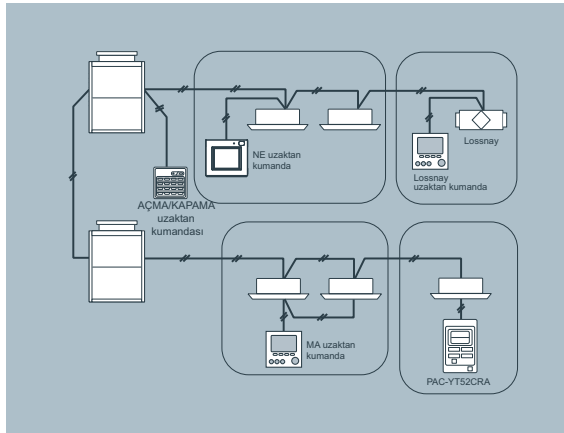 NE uzaktan
kumanda
Lossnay
Lossnay
uzaktan kumanda
AÇMA/KAPAMA
uzaktan
kumandası
MA uzaktan
kumanda
PAC-YT52CRA